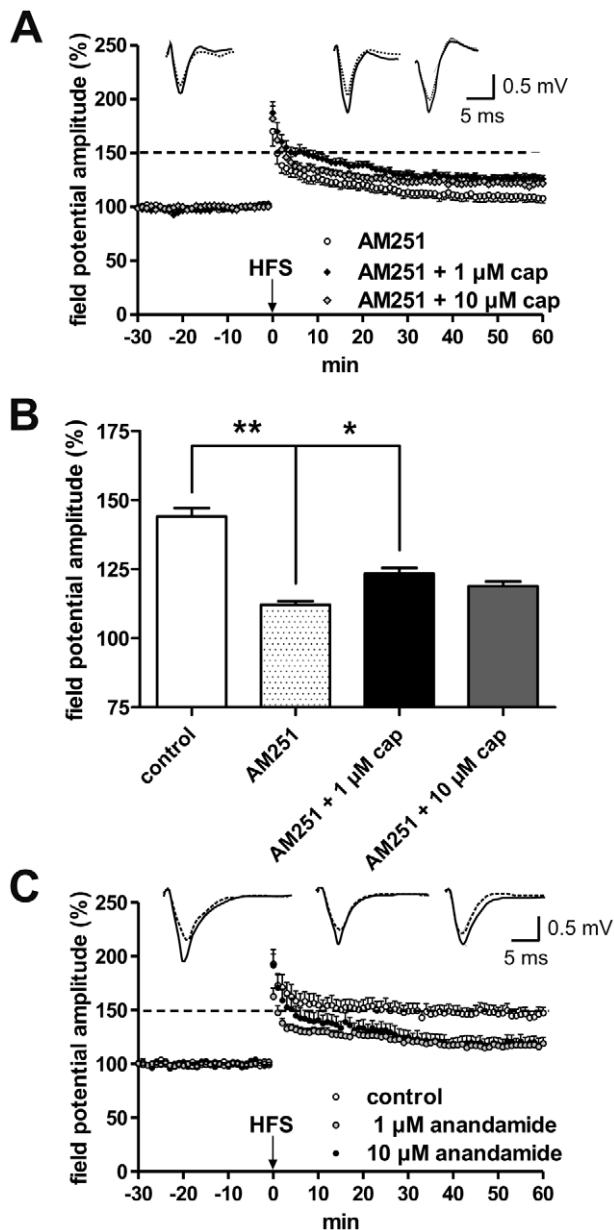 A
field potential amplitude (%)
250
200
150
100
50
0
0.5 mV
5 ms
HFS
AM251
AM251 + 1 µM cap
AM251 + 10 µM cap
-30 -20 -10 0 10 20 30 40 50 60
min
B
field potential amplitude (%)
175
150
125
100
75
**
*
control
AM251
AM251 + 1 µM cap
AM251 + 10 µM cap
C
field potential amplitude (%)
250
200
150
100
50
0
0.5 mV
5 ms
HFS
control
1 µM anandamide
10 µM anandamide
-30 -20 -10 0 10 20 30 40 50 60
min